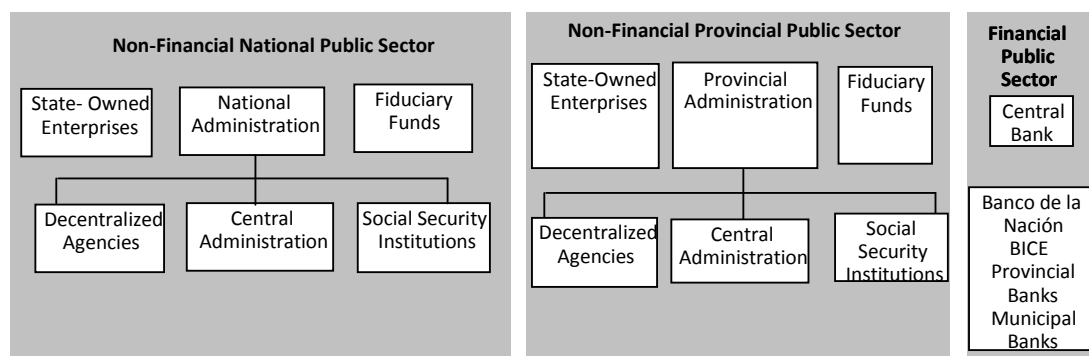 Non-Financial National Public Sector
State- Owned
Enterprises
National
Administration
Fiduciary
Funds
Decentralized
Agencies
Central
Administration
Social Security
Institutions
Non-Financial Provincial Public Sector
State-Owned
Enterprises
Provincial
Administration
Fiduciary
Funds
Decentralized
Agencies
Central
Administration
Social
Security
Institutions
Financial
Public
Sector
Central
Bank
Banco de la
Nación
BICE
Provincial
Banks
Municipal
Banks